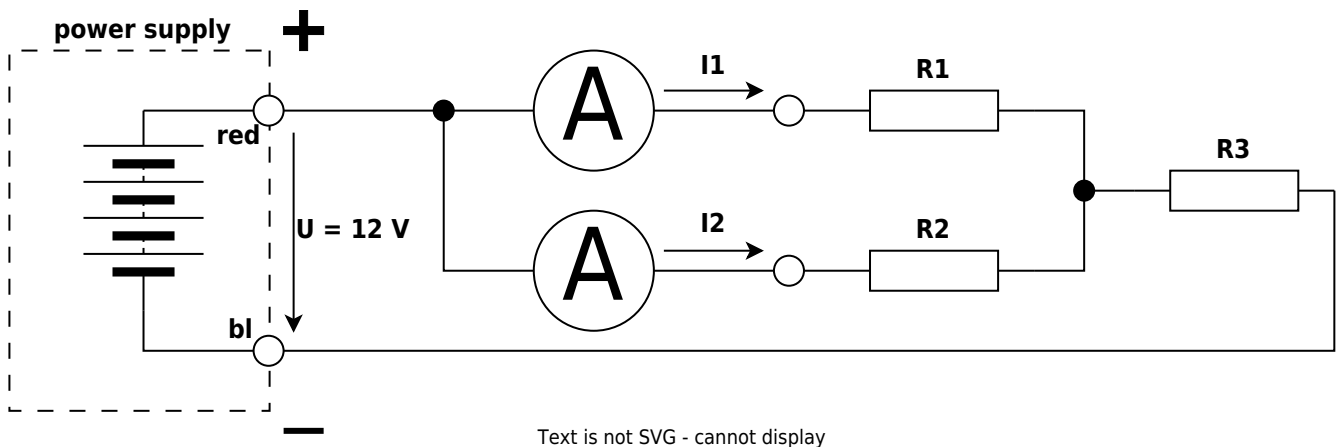 power supply
+
I1
R1
A
red
R3
U = 12 V
I2
R2
A
bl
−
Text is not SVG - cannot display